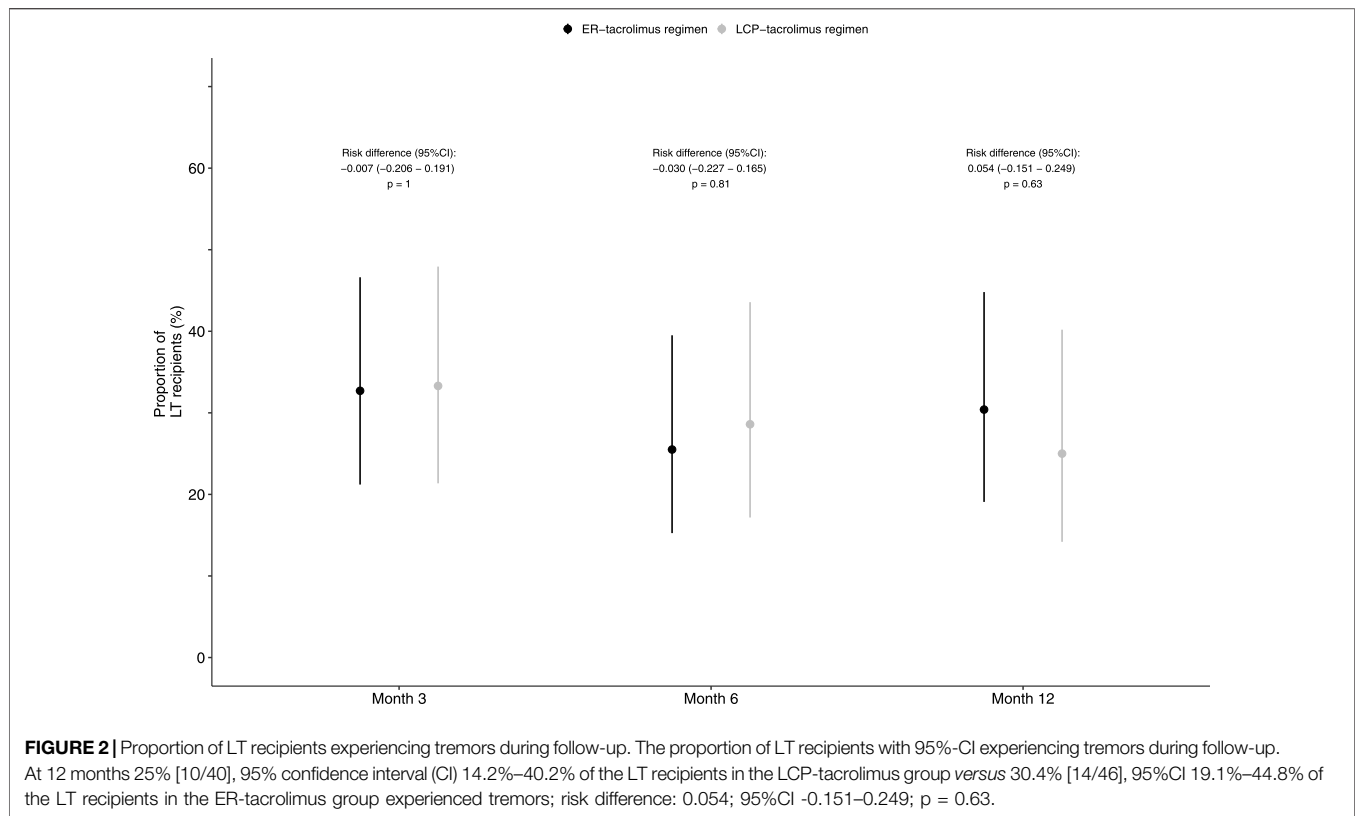 ER−tacrolimus regimen LCP−tacrolimus regimen
Risk difference (95%CI):
−0.007 (−0.206 − 0.191)
p = 1
Risk difference (95%CI):
−0.030 (−0.227 − 0.165)
p = 0.81
Risk difference (95%CI):
0.054 (−0.151 − 0.249)
p = 0.63
Proportion of
LT recipients (%)
60
40
20
0
Month 3 Month 6 Month 12
FIGURE 2 | Proportion of LT recipients experiencing tremors during follow-up. The proportion of LT recipients with 95%-CI experiencing tremors during follow-up.
At 12 months 25% [10/40], 95% confidence interval (CI) 14.2%–40.2% of the LT recipients in the LCP-tacrolimus group versus 30.4% [14/46], 95%CI 19.1%–44.8% of
the LT recipients in the ER-tacrolimus group experienced tremors; risk difference: 0.054; 95%CI -0.151–0.249; p = 0.63.